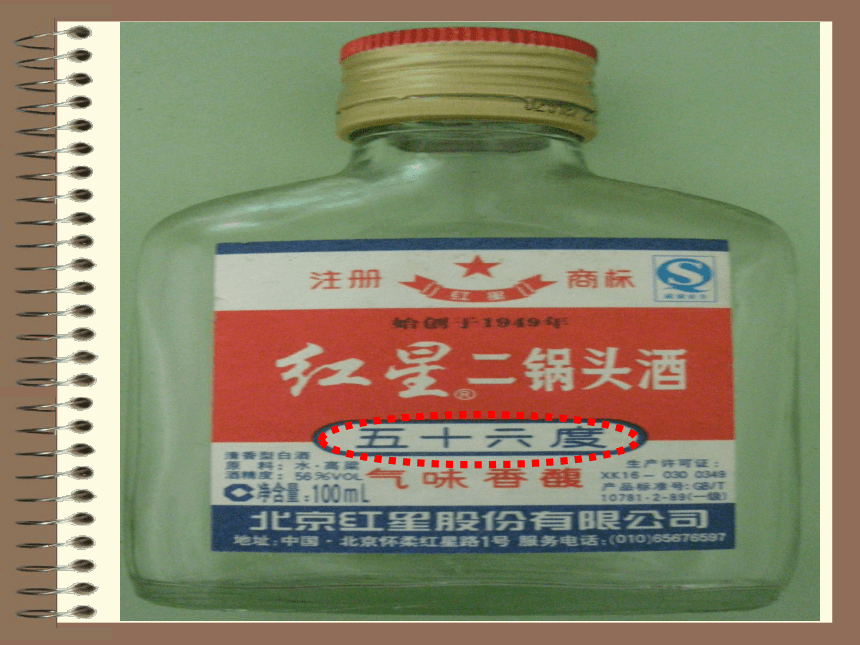 注册 红星 商标
始创于1949年
红星®二锅头酒
五十六度
清香型白酒
原 料:水·高粱
酒精度:56%VOL
净含量:100mL
气味香馥
生产许可证:
XK16-030 0349
产品标准号:GB/T
10781·2-89(一级)
北京红星股份有限公司
地址:中国·北京怀柔红星路1号 服务电话:(010)65676597